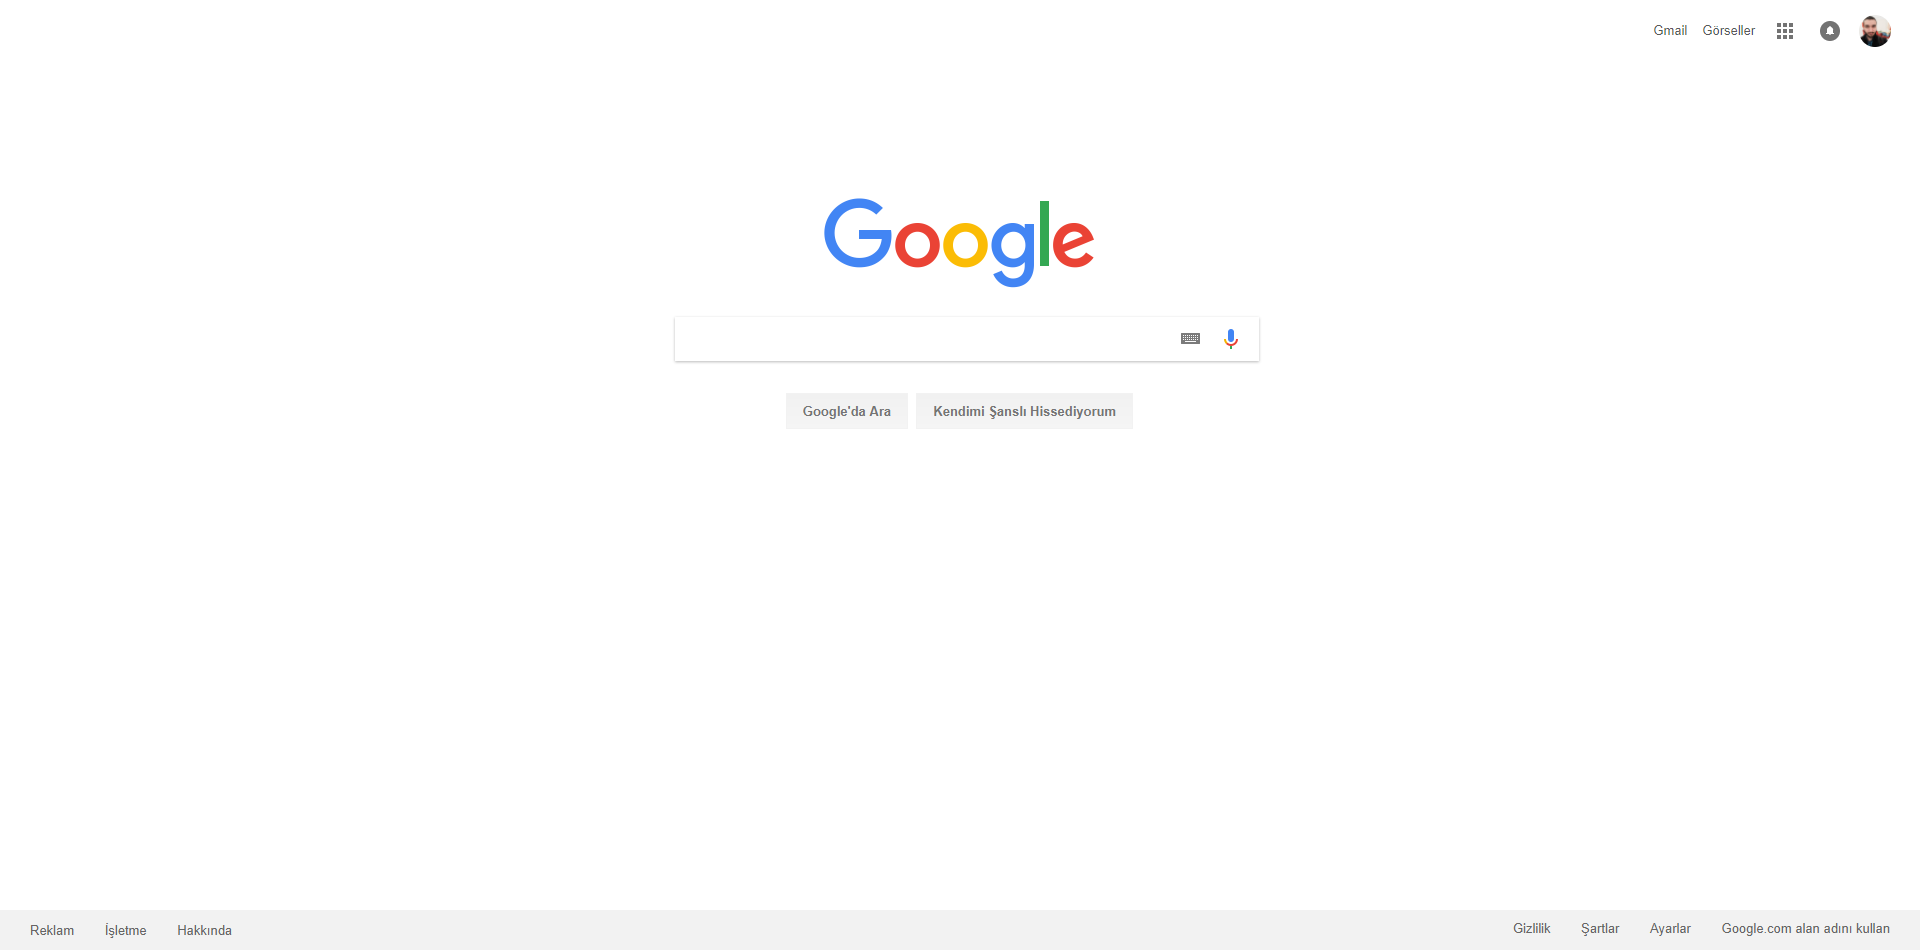 Gmail Görseller
Google
Google'da Ara Kendimi Şanslı Hissediyorum
Reklam İşletme Hakkında Gizlilik Şartlar Ayarlar Google.com alan adını kullan